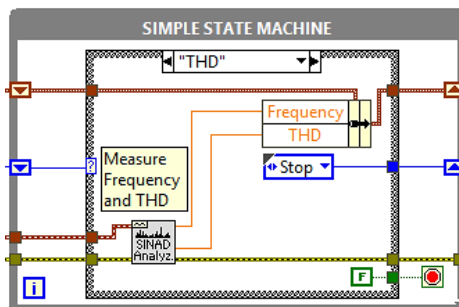 SIMPLE STATE MACHINE
"THD"
Frequency
THD
?
Measure
Frequency
and THD
Stop
SINAD
Analyz.
i
F